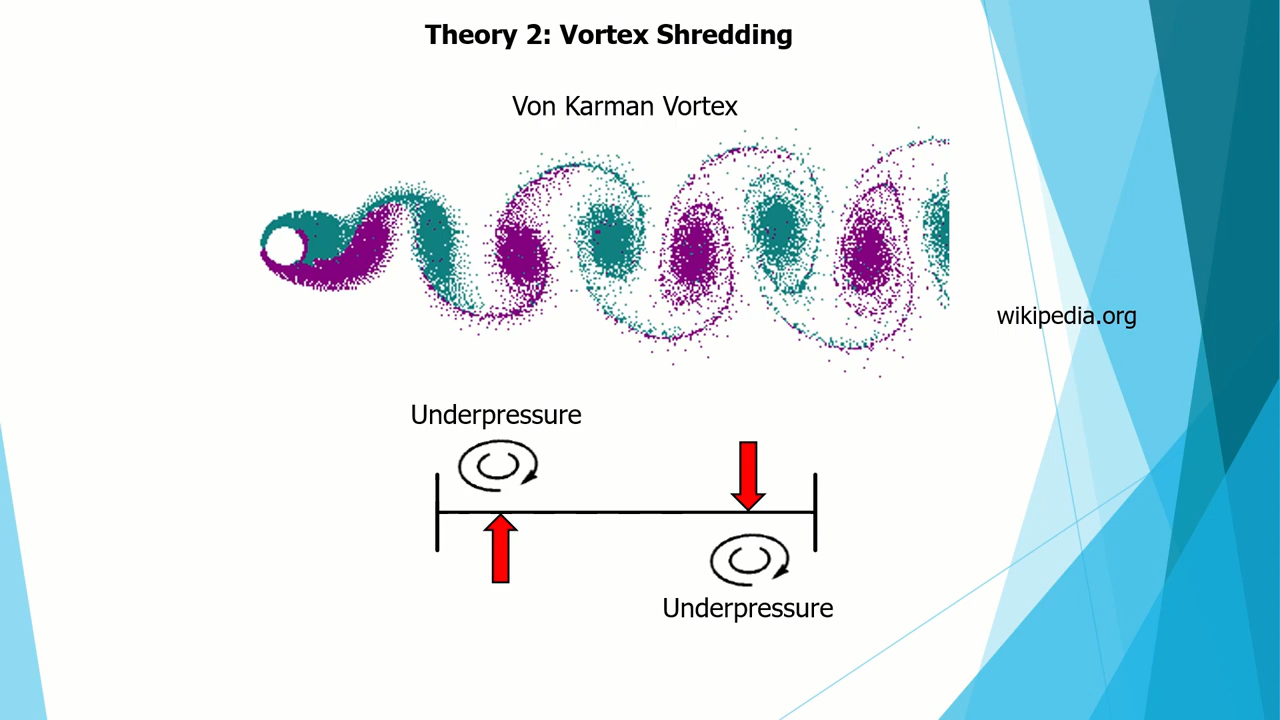 Theory 2: Vortex Shredding
Von Karman Vortex
wikipedia.org
Underpressure
Underpressure